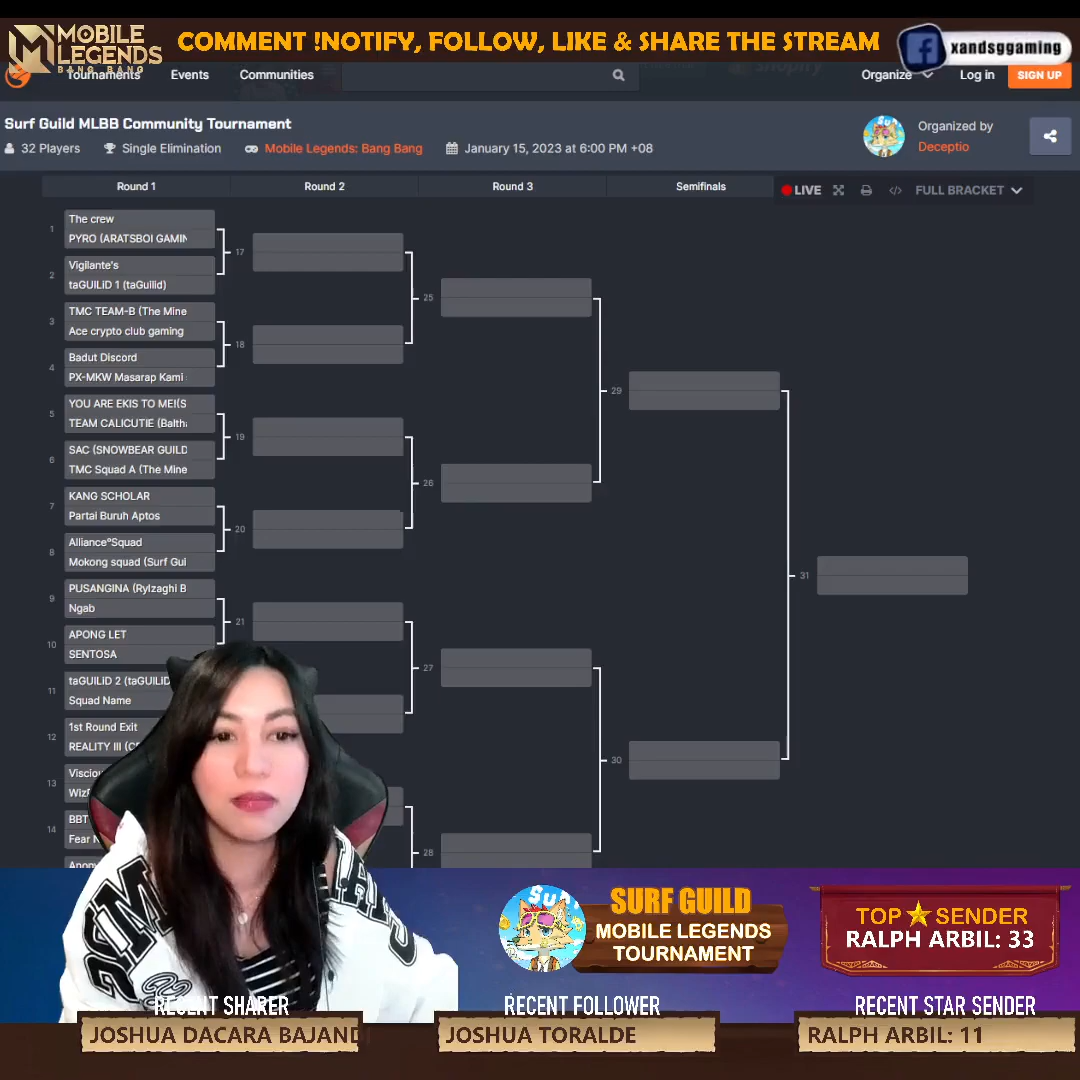 MOBILE
LEGENDS
BANG BANG
COMMENT !NOTIFY, FOLLOW, LIKE & SHARE THE STREAM
xandsggaming
Tournaments
Events
Communities
Organize
Log in
SIGN UP
Surf Guild MLBB Community Tournament
32 Players
Single Elimination
Mobile Legends: Bang Bang
January 15, 2023 at 6:00 PM +08
Organized by
Deceptio
Round 1
Round 2
Round 3
Semifinals
LIVE
FULL BRACKET
1
The crew
PYRO (ARATSBOI GAMIN
17
2
Vigilante's
taGUILID 1 (taGuilid)
25
3
TMC TEAM-B (The Mine
Ace crypto club gaming
18
4
Badut Discord
PX-MKW Masarap Kami
29
5
YOU ARE EKIS TO MEI(S
TEAM CALICUTIE (Balth
19
6
SAC (SNOWBEAR GUILD
TMC Squad A (The Mine
26
7
KANG SCHOLAR
Partai Buruh Aptos
20
8
Alliance°Squad
Mokong squad (Surf Gui
31
9
PUSANGINA (Rylzaghi B
Ngab
21
10
APONG LET
SENTOSA
27
11
taGUILID 2 (taGUILID
Squad Name
12
1st Round Exit
REALITY III (C
30
13
14
BBT
Fear
28
SURF GUILD
MOBILE LEGENDS
TOURNAMENT
TOP SENDER
RALPH ARBIL: 33
RECENT SHARER
JOSHUA DACARA BAJAND
RECENT FOLLOWER
JOSHUA TORALDE
RECENT STAR SENDER
RALPH ARBIL: 11